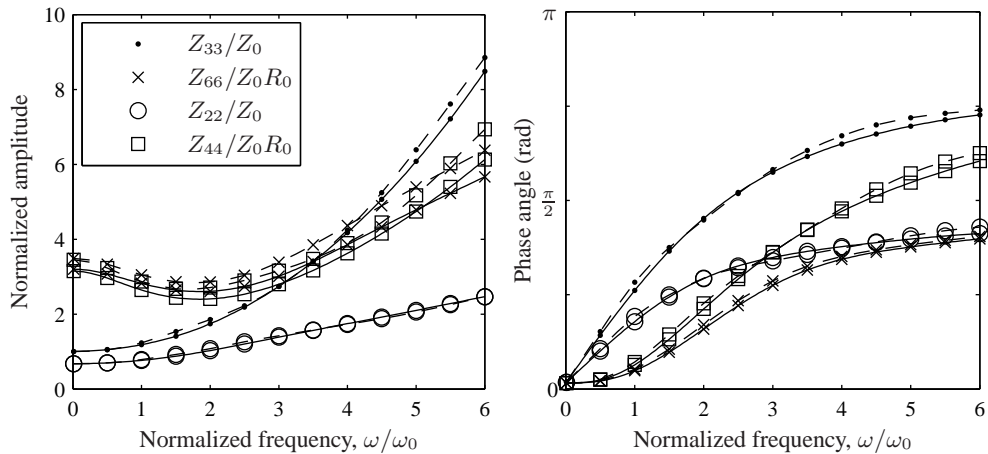 10
8
6
4
2
0
Normalized amplitude
Z33/Z0
Z66/Z0R0
Z22/Z0
Z44/Z0R0
0 1 2 3 4 5 6
Normalized frequency, ω/ω0
π
π/2
0
Phase angle (rad)
0 1 2 3 4 5 6
Normalized frequency, ω/ω0